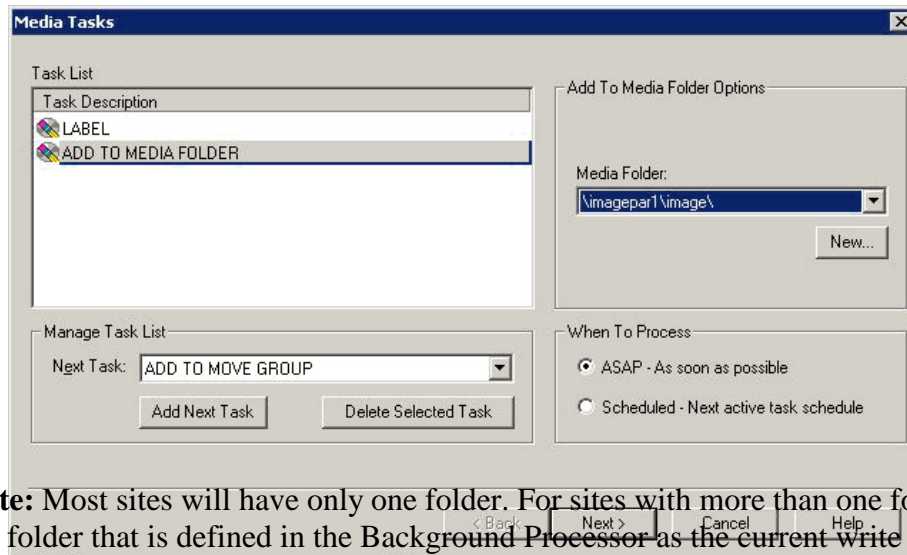 Media Tasks
Task List
Task Description
LABEL
ADD TO MEDIA FOLDER
Add To Media Folder Options
Media Folder:
\imagepar1\image\
New...
Manage Task List
Next Task: ADD TO MOVE GROUP
Add Next Task Delete Selected Task
When To Process
ASAP - As soon as possible
Scheduled - Next active task schedule
te: Most sites will have only one folder. For sites with more than one fo
folder that is defined in the Background Processor as the current write
< Back Next > Cancel Help